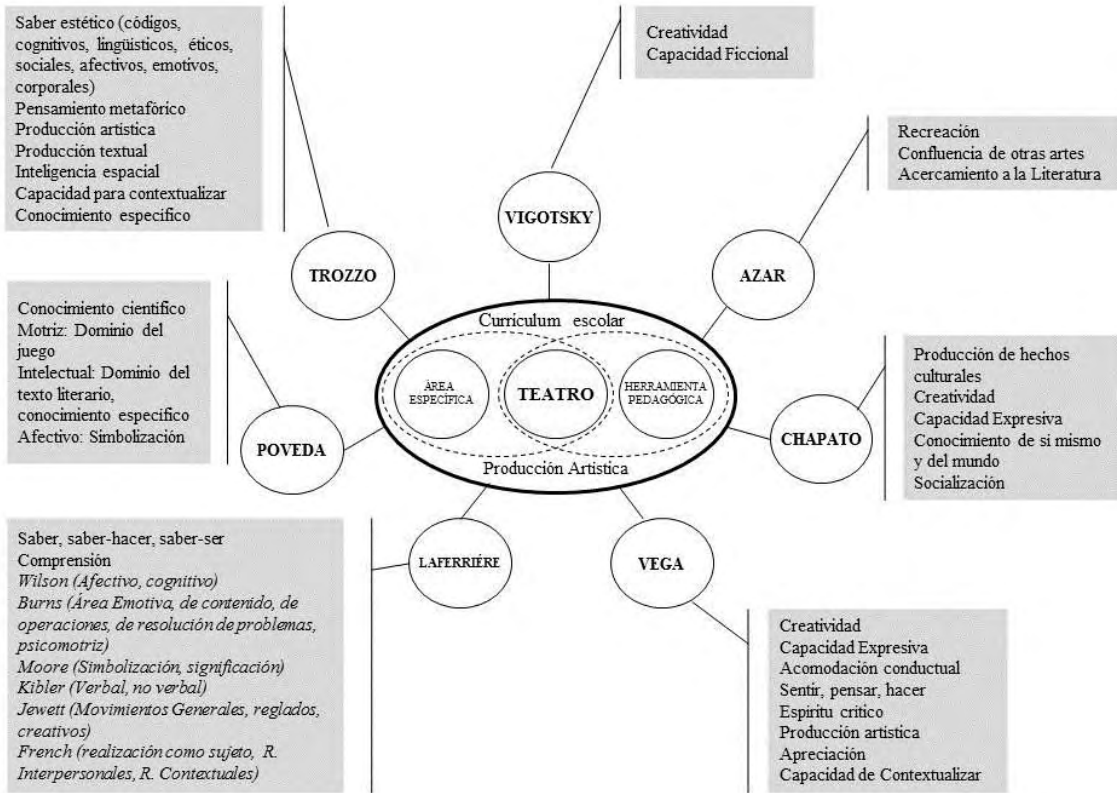 Saber estético (códigos,
cognitivos, lingüísticos, éticos,
sociales, afectivos, emotivos,
corporales)
Pensamiento metafórico
Producción artística
Producción textual
Inteligencia espacial
Capacidad para contextualizar
Conocimiento específico
Creatividad
Capacidad Ficcional
Recreación
Confluencia de otras artes
Acercamiento a la Literatura
VIGOTSKY
TROZZO
AZAR
Conocimiento científico
Motriz: Dominio del
juego
Intelectual: Dominio del
texto literario,
conocimiento específico
Afectivo: Simbolización
Curriculum escolar
ÁREA
ESPECÍFICA
TEATRO
HERRAMIENTA
PEDAGÓGICA
Producción Artística
Producción de hechos
culturales
Creatividad
Capacidad Expresiva
Conocimiento de si mismo
y del mundo
Socialización
POVEDA
CHAPATO
Saber, saber-hacer, saber-ser
Comprensión
Wilson (Afectivo, cognitivo)
Burns (Área Emotiva, de contenido, de
operaciones, de resolución de problemas,
psicomotriz)
Moore (Simbolización, significación)
Kibler (Verbal, no verbal)
Jewett (Movimientos Generales, reglados,
creativos)
French (realización como sujeto, R.
Interpersonales, R. Contextuales)
LAFERRIÉRE
VEGA
Creatividad
Capacidad Expresiva
Acomodación conductual
Sentir, pensar, hacer
Espiritu crítico
Producción artística
Apreciación
Capacidad de Contextualizar